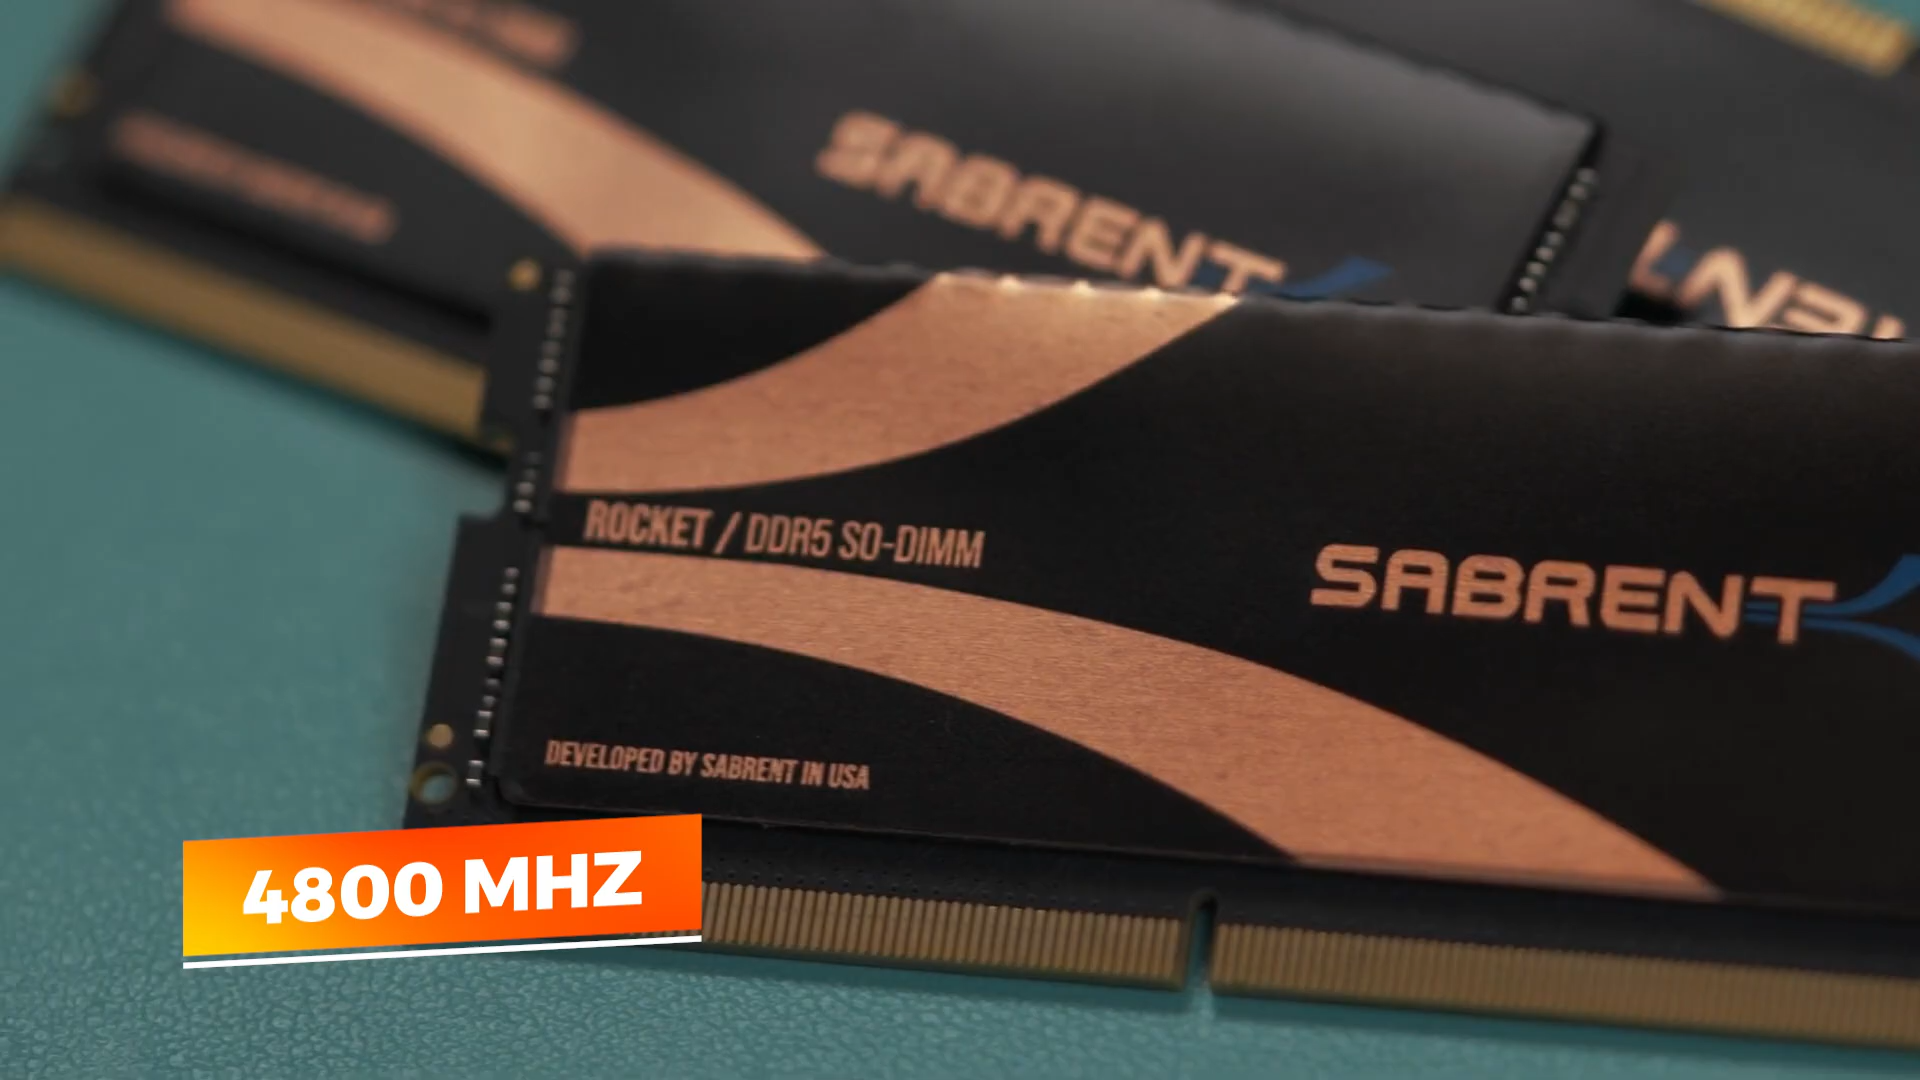 SABRENT
ROCKET / DDR5 SO-DIMM
SABRENT
DEVELOPED BY SABRENT IN USA
4800 MHZ